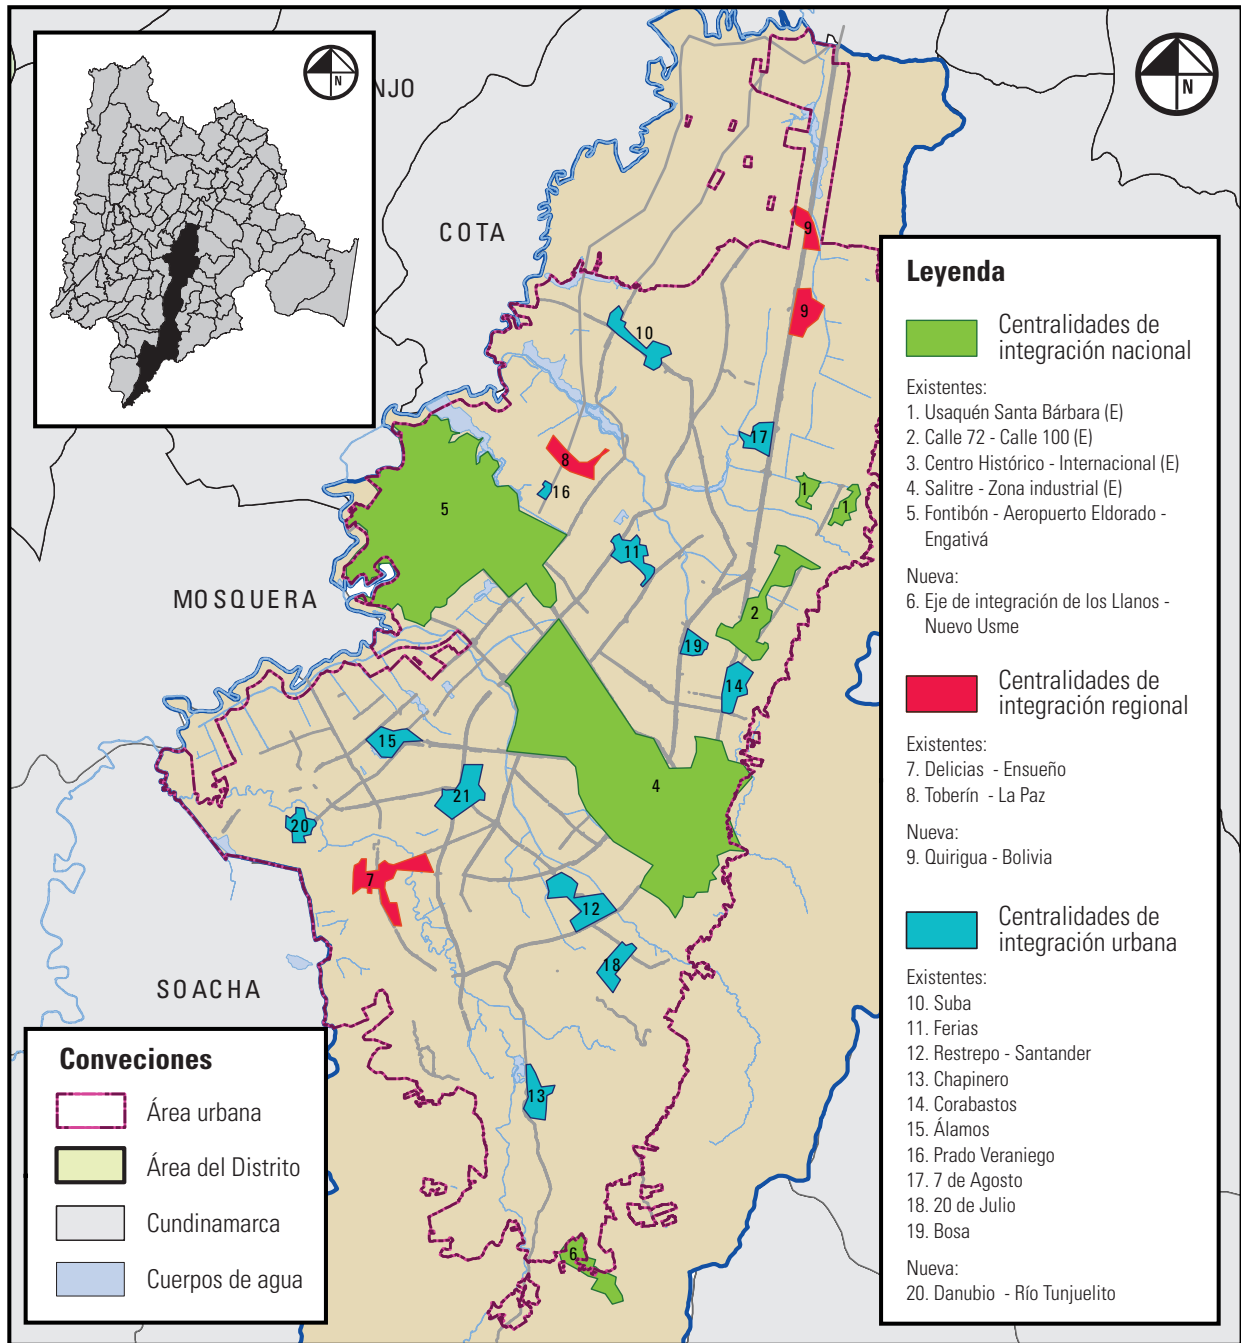 N
NJO
N
COTA
MOSQUERA
SOACHA
9
9
10
17
8
16
1
1
5
11
2
19
14
15
4
21
20
7
12
18
13
6
Leyenda
Centralidades de
integración nacional
Existentes:
1. Usaquén Santa Bárbara (E)
2. Calle 72 - Calle 100 (E)
3. Centro Histórico - Internacional (E)
4. Salitre - Zona industrial (E)
5. Fontibón - Aeropuerto Eldorado -
Engativá
Nueva:
6. Eje de integración de los Llanos -
Nuevo Usme
Centralidades de
integración regional
Existentes:
7. Delicias - Ensueño
8. Toberín - La Paz
Nueva:
9. Quirigua - Bolivia
Centralidades de
integración urbana
Existentes:
10. Suba
11. Ferias
12. Restrepo - Santander
13. Chapinero
14. Corabastos
15. Álamos
16. Prado Veraniego
17. 7 de Agosto
18. 20 de Julio
19. Bosa
Nueva:
20. Danubio - Río Tunjuelito
Conveciones
Área urbana
Área del Distrito
Cundinamarca
Cuerpos de agua